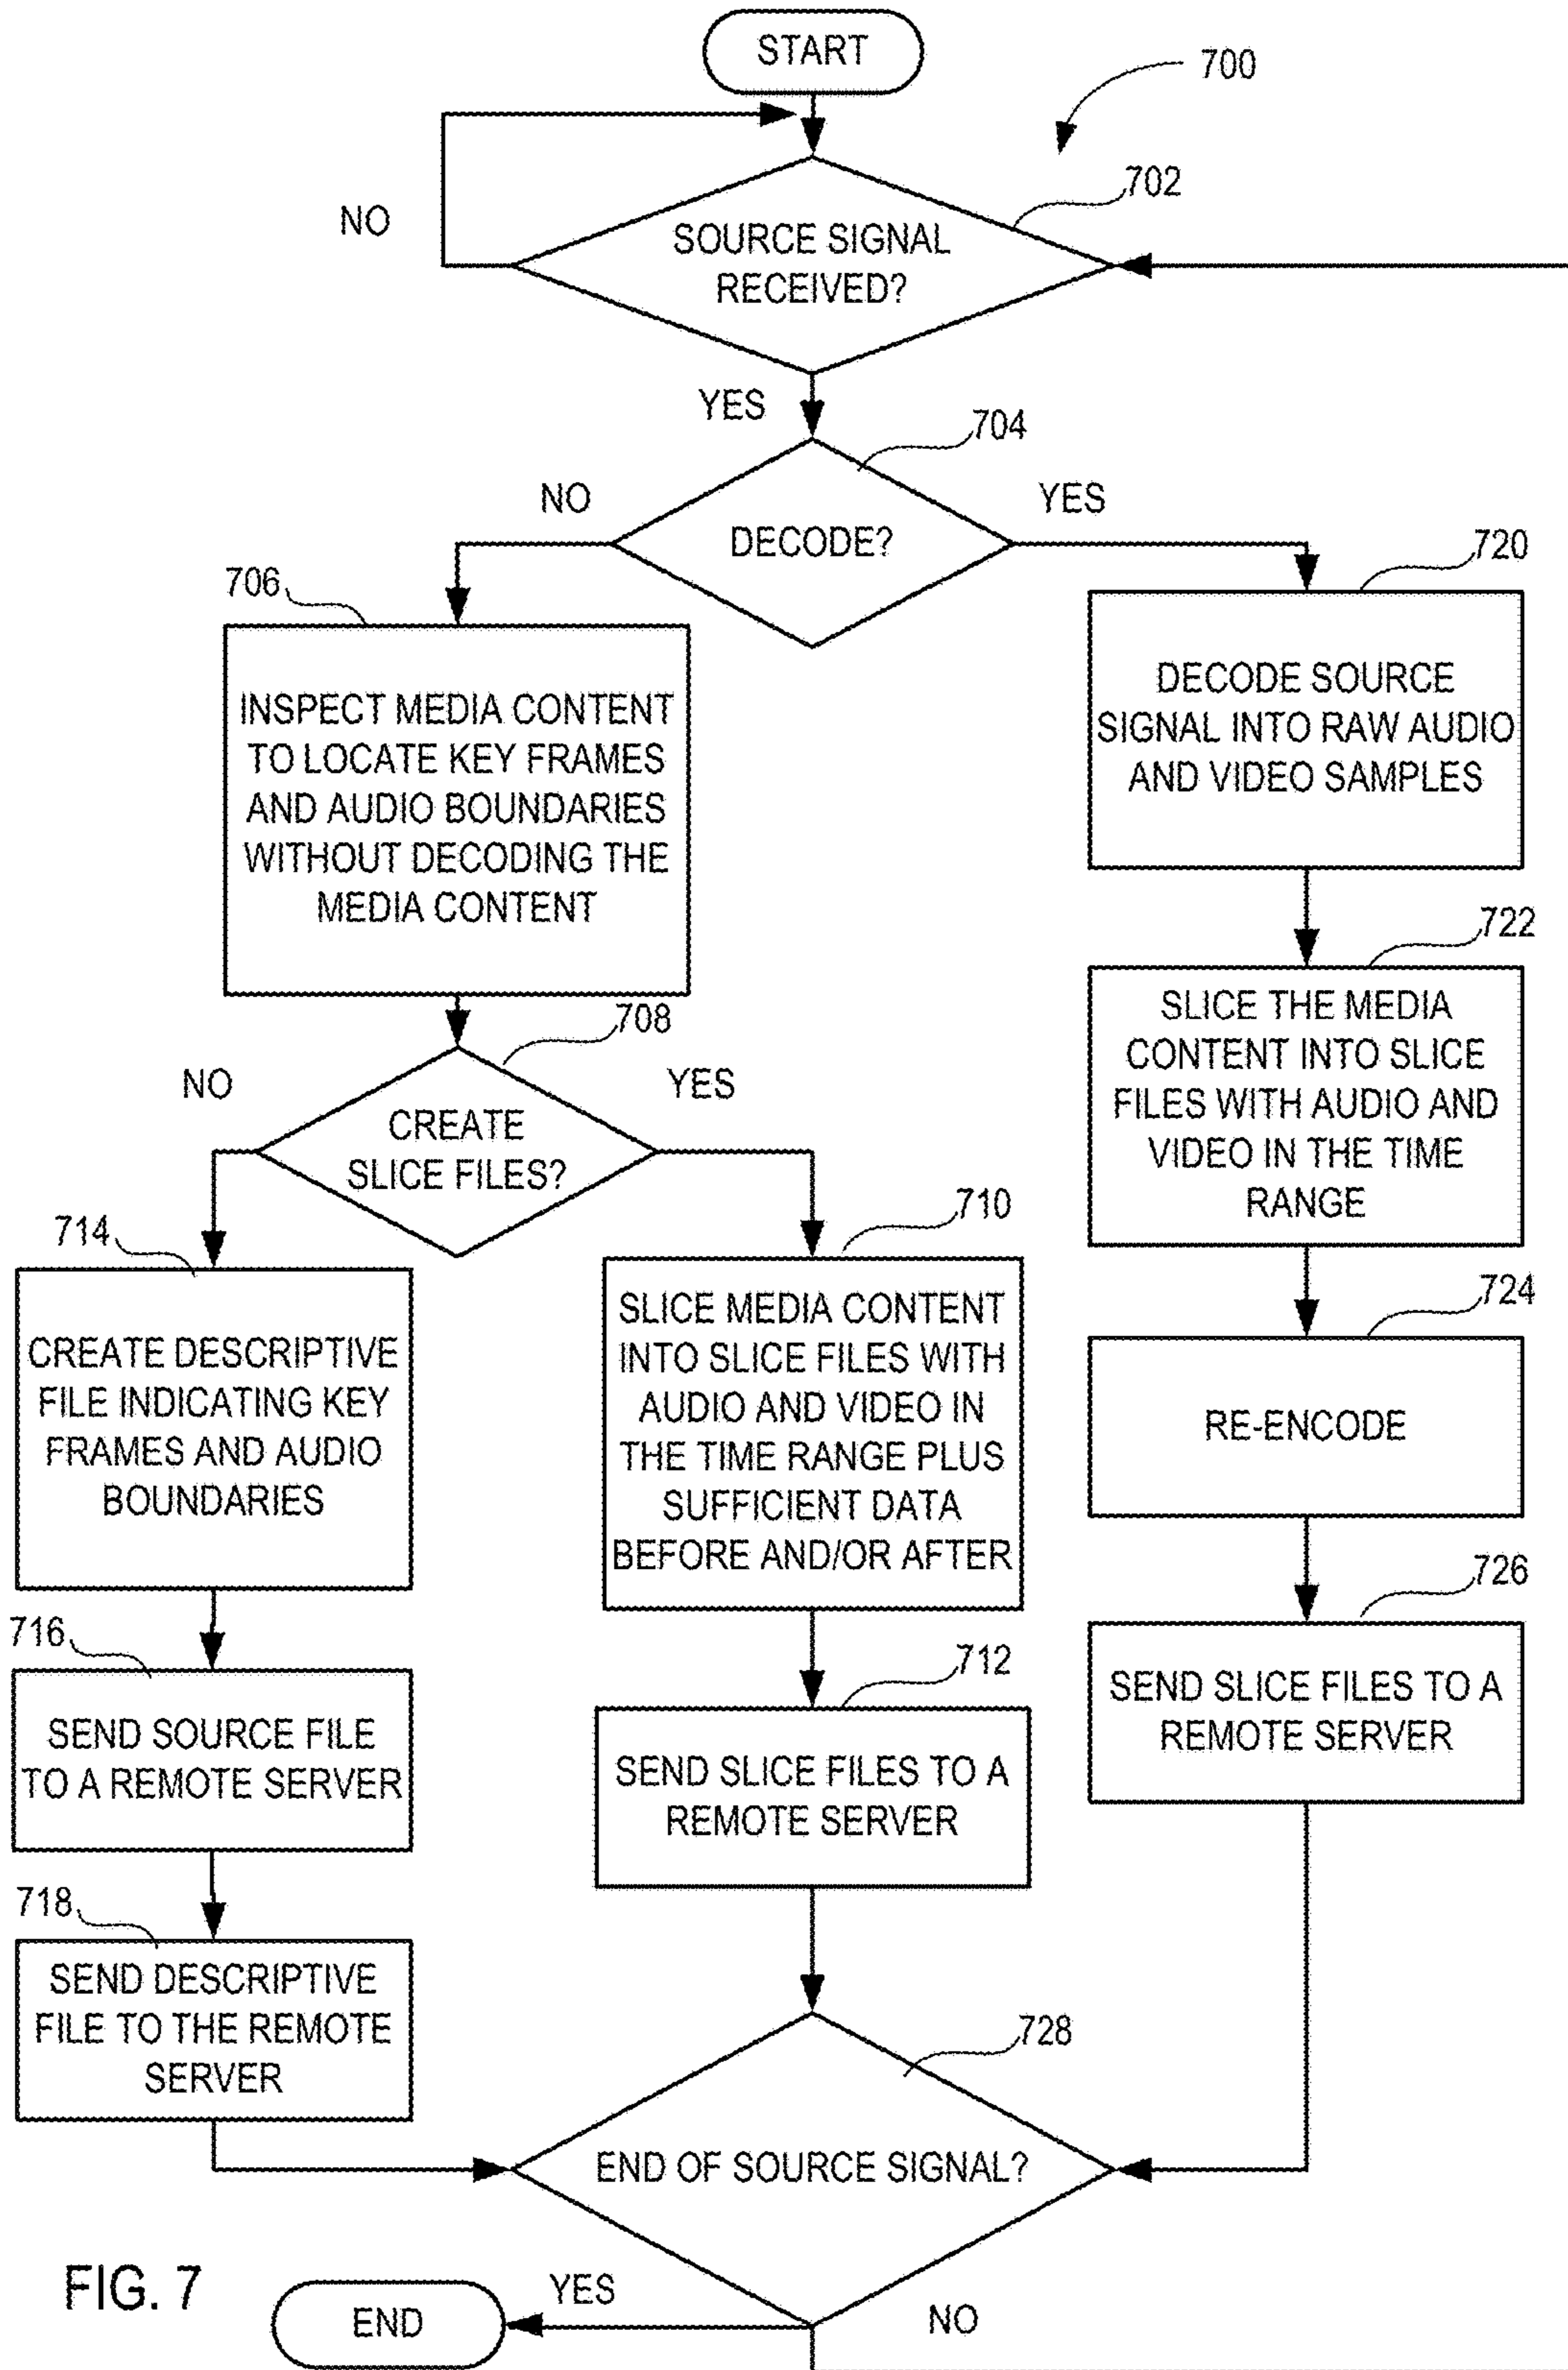 START
700
702
NO
SOURCE SIGNAL
RECEIVED?
YES
704
NO
YES
DECODE?
720
706
DECODE SOURCE
SIGNAL INTO RAW AUDIO
AND VIDEO SAMPLES
INSPECT MEDIA CONTENT
TO LOCATE KEY FRAMES
AND AUDIO BOUNDARIES
WITHOUT DECODING THE
MEDIA CONTENT
722
SLICE THE MEDIA
CONTENT INTO SLICE
FILES WITH AUDIO AND
VIDEO IN THE TIME
RANGE
708
NO
YES
CREATE
SLICE FILES?
714
710
724
CREATE DESCRIPTIVE
FILE INDICATING KEY
FRAMES AND AUDIO
BOUNDARIES
SLICE MEDIA CONTENT
INTO SLICE FILES WITH
AUDIO AND VIDEO IN
THE TIME RANGE PLUS
SUFFICIENT DATA
BEFORE AND/OR AFTER
RE-ENCODE
726
716
712
SEND SOURCE FILE
TO A REMOTE SERVER
SEND SLICE FILES TO A
REMOTE SERVER
SEND SLICE FILES TO A
REMOTE SERVER
718
SEND DESCRIPTIVE
FILE TO THE REMOTE
SERVER
728
END OF SOURCE SIGNAL?
FIG. 7
YES
END
NO